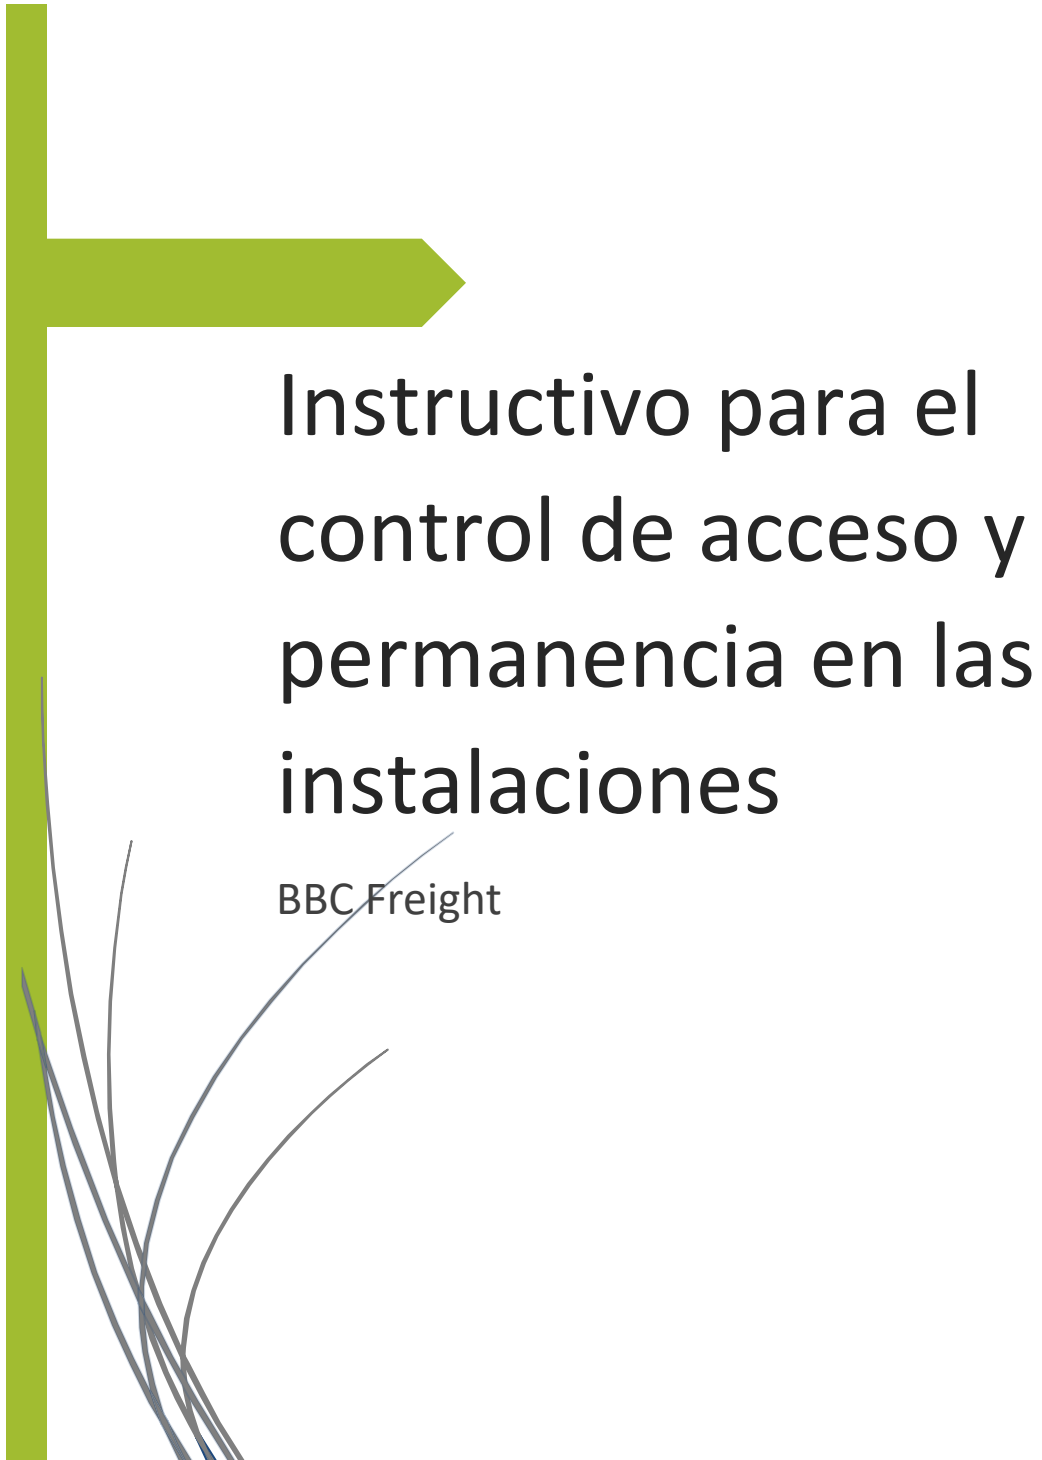 Instructivo para el
control de acceso y
permanencia en las
instalaciones
BBC Freight